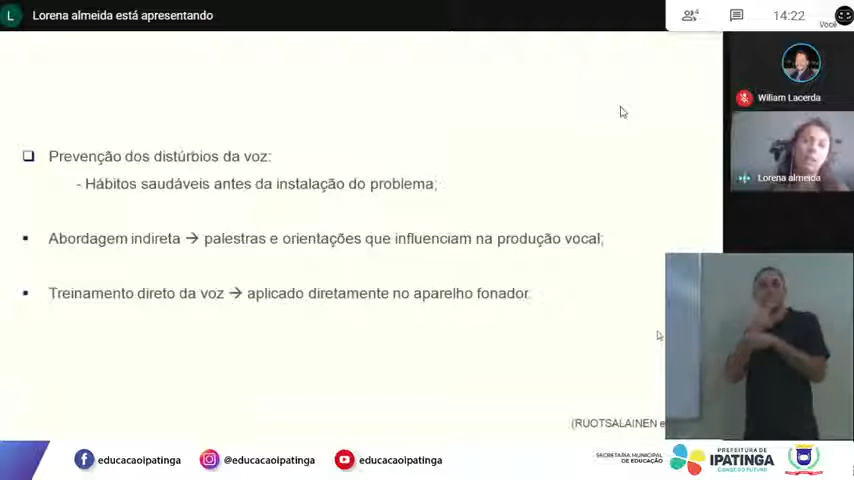 L Lorena almeida está apresentando
4
14:22
Você
Wiliam Lacerda
Lorena almeida
Prevenção dos distúrbios da voz:
- Hábitos saudáveis antes da instalação do problema;
Abordagem indireta → palestras e orientações que influenciam na produção vocal;
Treinamento direto da voz → aplicado diretamente no aparelho fonador.
(RUOTSALAINEN e
educacaoipatinga
@educacaoipatinga
educacaoipatinga
SECRETARIA MUNICIPAL
DE EDUCAÇÃO
PREFEITURA DE
IPATINGA